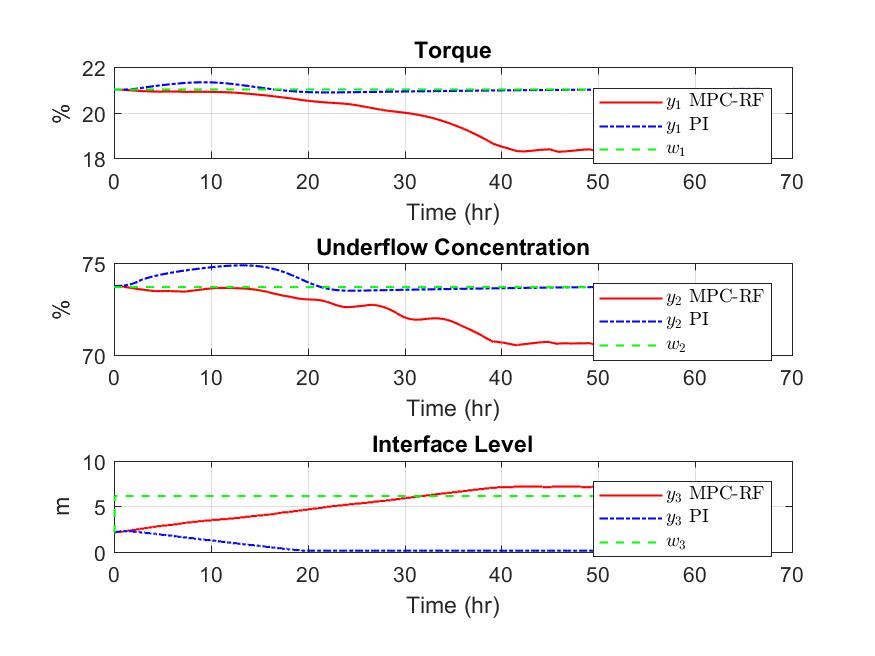 Torque
22
20
18
%
0 10 20 30 40 50 60 70
Time (hr)
y₁ MPC-RF
y₁ PI
w₁
Underflow Concentration
75
70
%
0 10 20 30 40 50 60 70
Time (hr)
y₂ MPC-RF
y₂ PI
w₂
Interface Level
10
5
0
m
0 10 20 30 40 50 60 70
Time (hr)
y₃ MPC-RF
y₃ PI
w₃